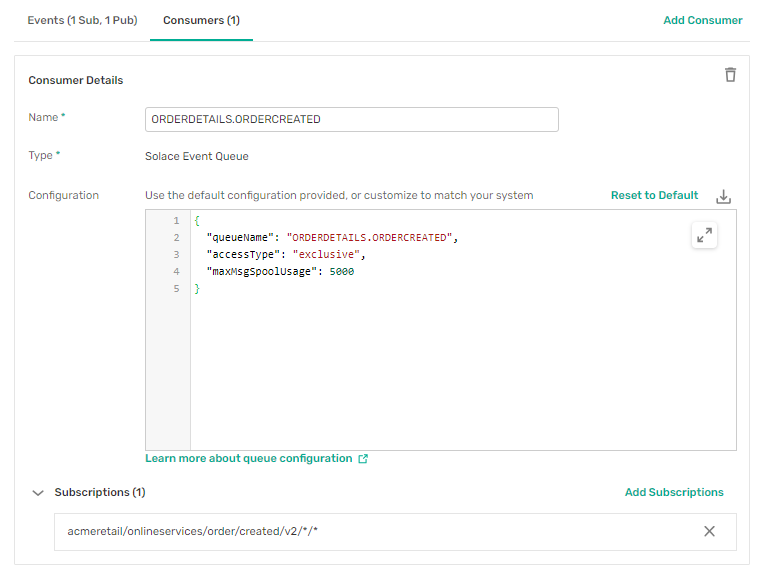 Events (1 Sub, 1 Pub) Consumers (1) Add Consumer
Consumer Details
Name * ORDERDETAILS.ORDERCREATED
Type * Solace Event Queue
Configuration Use the default configuration provided, or customize to match your system Reset to Default
1 {
2 "queueName": "ORDERDETAILS.ORDERCREATED",
3 "accessType": "exclusive",
4 "maxMsgSpoolUsage": 5000
5 }
Learn more about queue configuration
Subscriptions (1) Add Subscriptions
acmeretail/onlineservices/order/created/v2/*/*